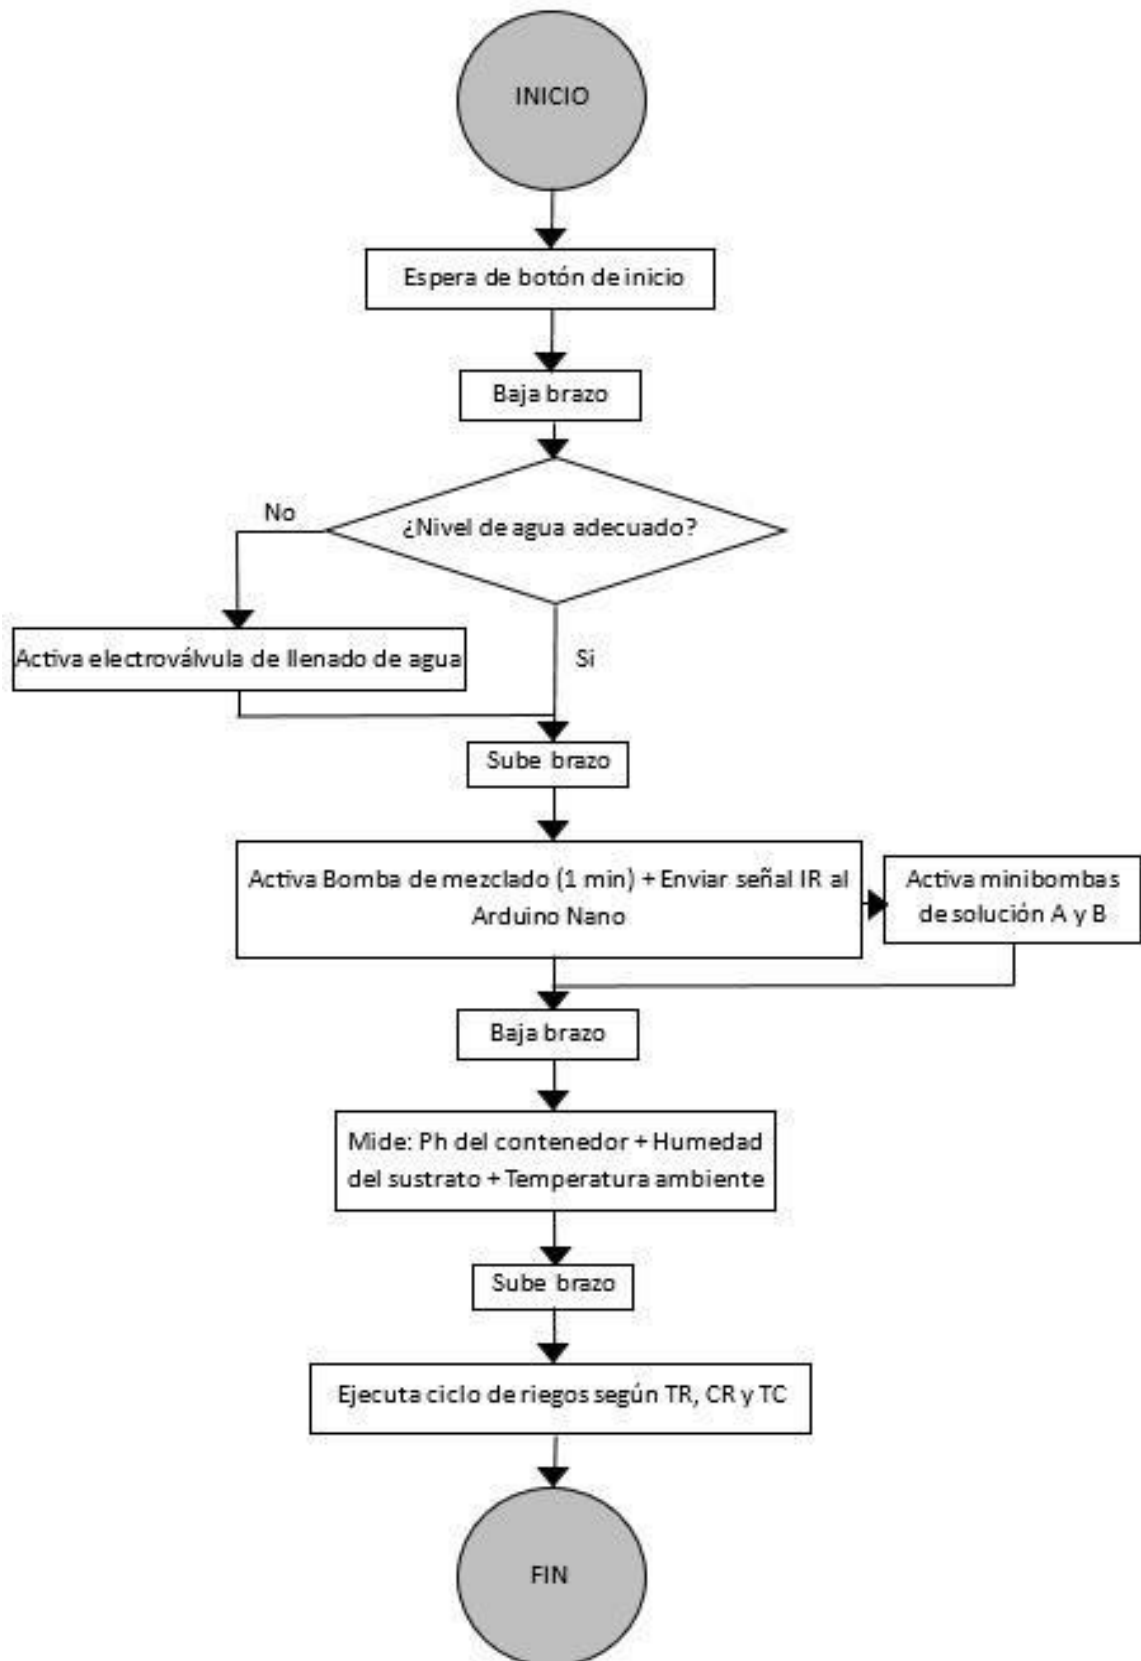 INICIO
Espera de botón de inicio
Baja brazo
¿Nivel de agua adecuado?
No
Activa electroválvula de llenado de agua
Si
Sube brazo
Activa Bomba de mezclado (1 min) + Enviar señal IR al
Arduino Nano
Activa minibombas
de solución A y B
Baja brazo
Mide: Ph del contenedor + Humedad
del sustrato + Temperatura ambiente
Sube brazo
Ejecuta ciclo de riegos según TR, CR y TC
FIN